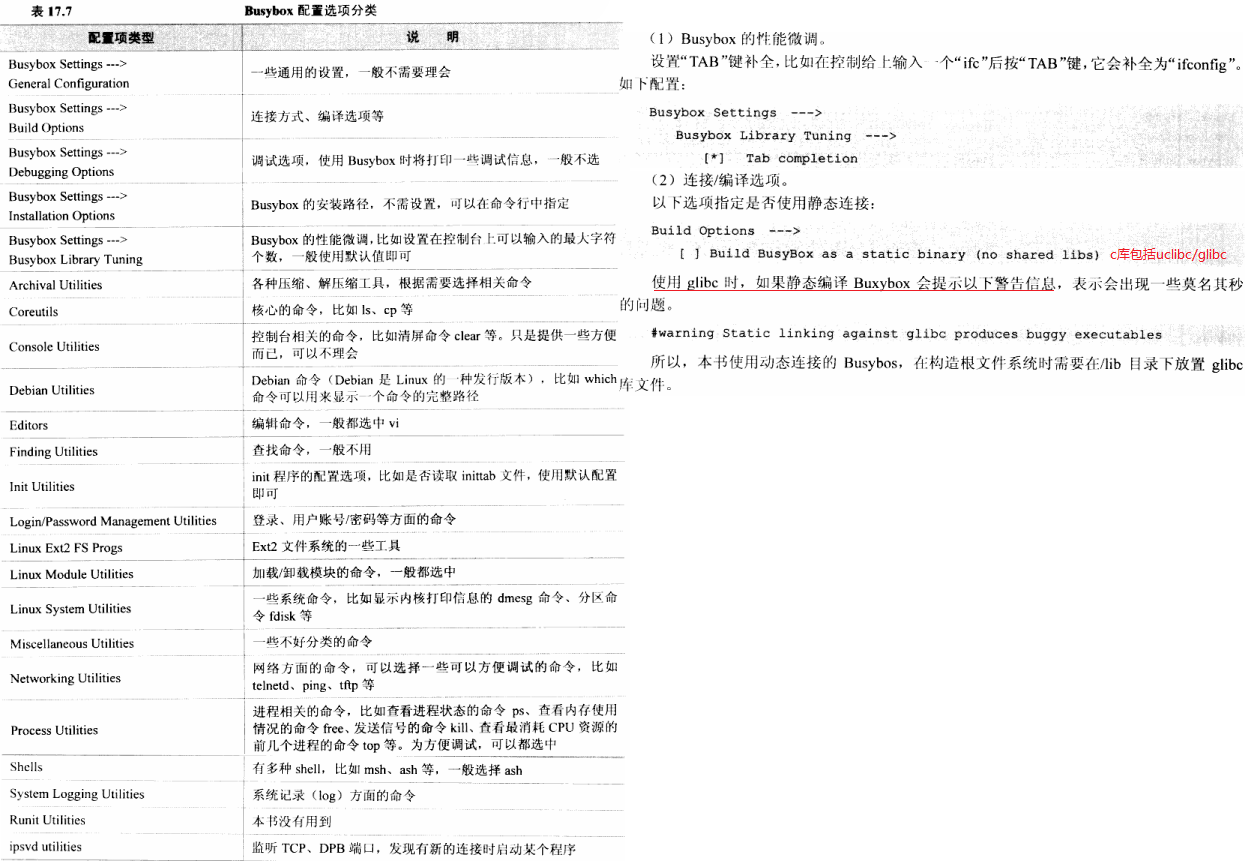 表 17.7 Busybox 配置选项分类
配置项类型 说 明
Busybox Settings --->
General Configuration
一些通用的设置，一般不需要理会
Busybox Settings --->
Build Options
连接方式、编译选项等
Busybox Settings --->
Debugging Options
调试选项，使用 Busybox 时将打印一些调试信息，一般不选
Busybox Settings --->
Installation Options
Busybox 的安装路径，不需设置，可以在命令行中指定
Busybox Settings --->
Busybox Library Tuning
Busybox 的性能微调，比如设置在控制台上可以输入的最大字符
个数，一般使用默认值即可
Archival Utilities
各种压缩、解压缩工具，根据需要选择相关命令
Coreutils
核心的命令，比如 ls、cp 等
Console Utilities
控制台相关的命令，比如清屏命令 clear 等。只是提供一些方便
而已，可以不理会
Debian Utilities
Debian 命令（Debian 是 Linux 的一种发行版本），比如 which
命令可以用来显示一个命令的完整路径
Editors
编辑命令，一般都选中 vi
Finding Utilities
查找命令，一般不用
Init Utilities
init 程序的配置选项，比如是否读取 inittab 文件，使用默认配置
即可
Login/Password Management Utilities
登录、用户账号/密码等方面的命令
Linux Ext2 FS Progs
Ext2 文件系统的一些工具
Linux Module Utilities
加载/卸载模块的命令，一般都选中
Linux System Utilities
一些系统命令，比如显示内核打印信息的 dmesg 命令、分区命
令 fdisk 等
Miscellaneous Utilities
一些不好分类的命令
Networking Utilities
网络方面的命令，可以选择一些可以方便调试的命令，比如
telnetd、ping、tftp 等
Process Utilities
进程相关的命令，比如查看进程状态的命令 ps、查看内存使用
情况的命令 free、发送信号的命令 kill、查看最消耗 CPU 资源的
前几个进程的命令 top 等。为方便调试，可以都选中
Shells
有多种 shell，比如 msh、ash 等，一般选择 ash
System Logging Utilities
系统记录（log）方面的命令
Runit Utilities
本书没有用到
ipsvd utilities
监听 TCP、DPB 端口，发现有新的连接时启动某个程序
（1）Busybox 的性能微调。
设置“TAB”键补全，比如在控制给上输入一个“ifc”后按“TAB”键，它会补全为“ifconfig”。
如下配置：
Busybox Settings --->
Busybox Library Tuning --->
[*] Tab completion
（2）连接/编译选项。
以下选项指定是否使用静态连接：
Build Options --->
[ ] Build BusyBox as a static binary (no shared libs) c库包括uclibc/glibc
使用 glibc 时，如果静态编译 Buxybox 会提示以下警告信息，表示会出现一些莫名其秒
的问题。
#warning Static linking against glibc produces buggy executables
所以，本书使用动态连接的 Busybos，在构造根文件系统时需要在/lib 目录下放置 glibc
库文件。